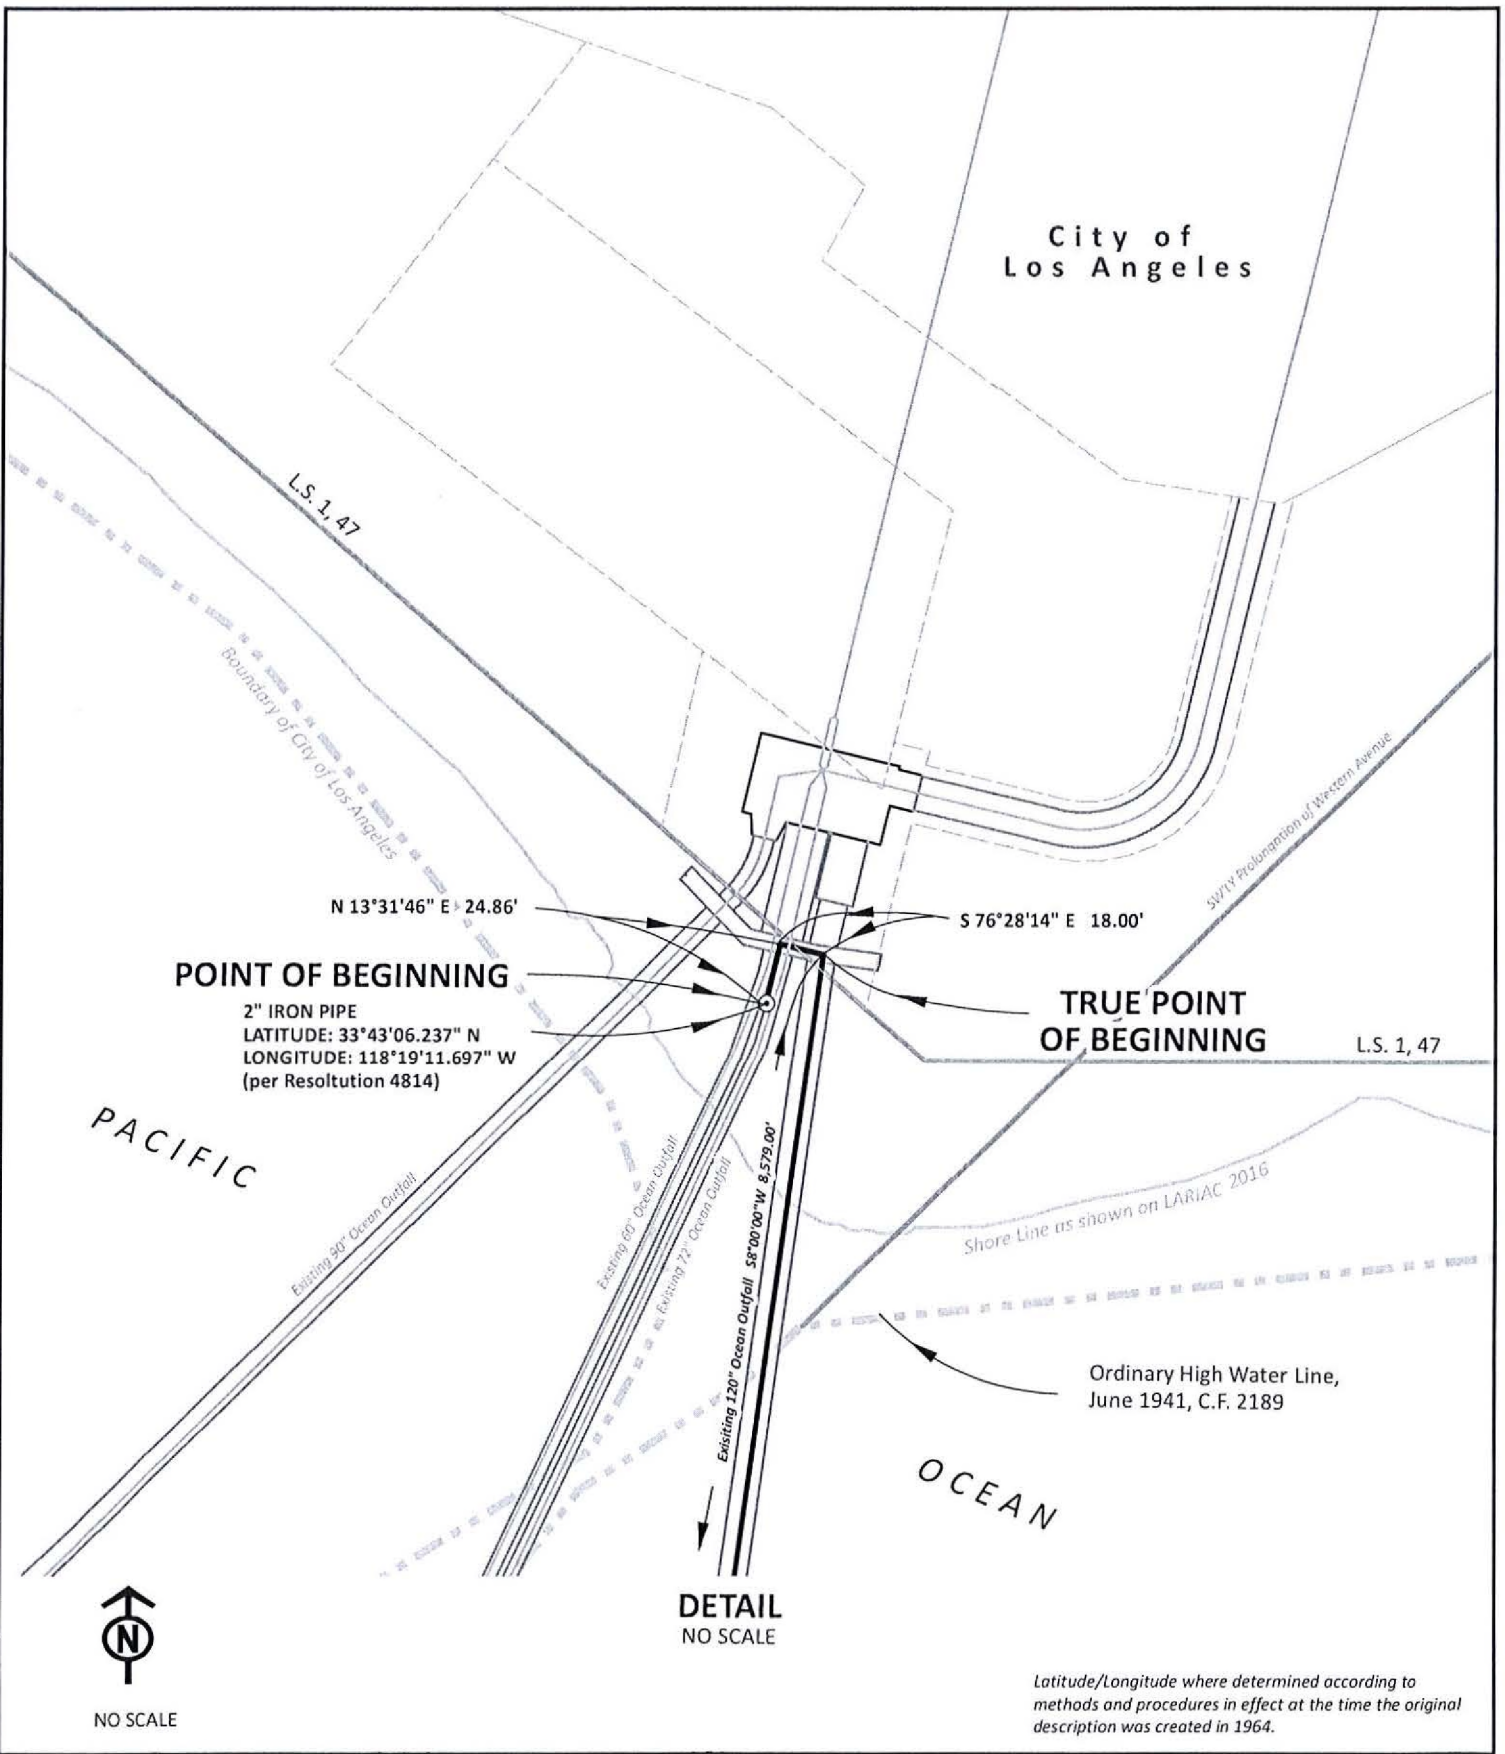 City of
Los Angeles
L.S. 1, 47
Boundary of City of Los Angeles
SW'LY Prolungantion of Western Avenue
N 13°31'46" E 24.86'
S 76°28'14" E 18.00'
POINT OF BEGINNING
2" IRON PIPE
LATITUDE: 33°43'06.237" N
LONGITUDE: 118°19'11.697" W
(per Resoltution 4814)
TRUE POINT
OF BEGINNING
L.S. 1, 47
PACIFIC
Existing 90" Ocean Outfall
Existing 60" Ocean Outfall
Existing 72" Ocean Outfall
Exisiting 120" Ocean Outfall S8°00'00"W 8,579.00'
Shore Line as shown on LARIAC 2016
Ordinary High Water Line,
June 1941, C.F. 2189
OCEAN
DETAIL
NO SCALE
N
NO SCALE
Latitude/Longitude where determined according to
methods and procedures in effect at the time the original
description was created in 1964.